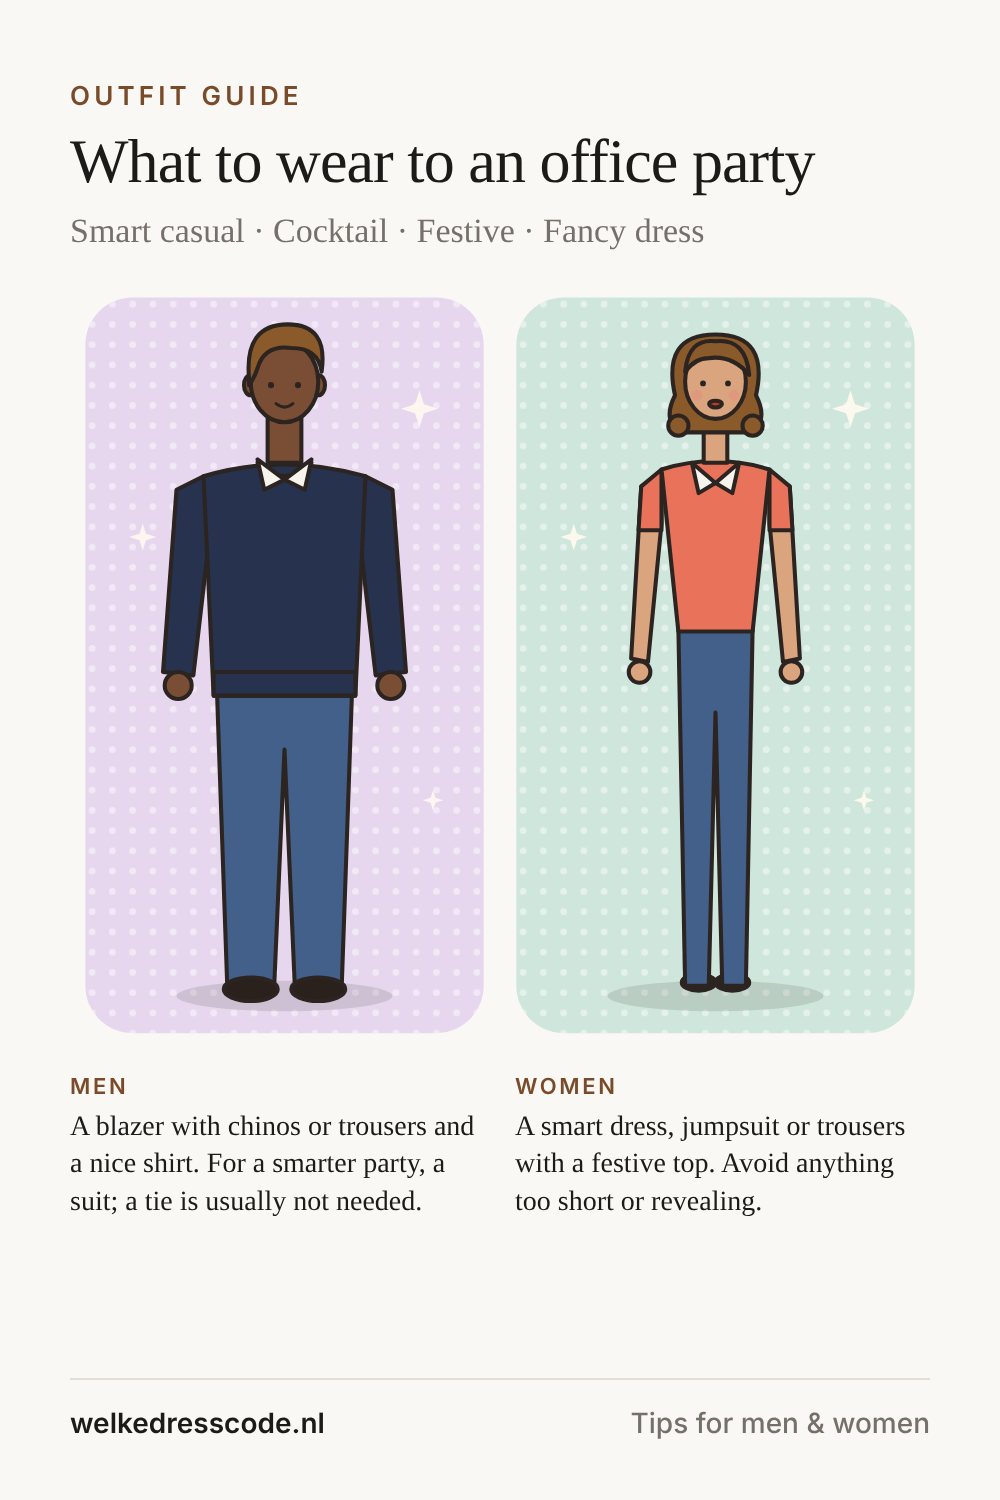 OUTFIT GUIDE
What to wear to an office party
Smart casual · Cocktail · Festive · Fancy dress
MEN
A blazer with chinos or trousers and
a nice shirt. For a smarter party, a
suit; a tie is usually not needed.
WOMEN
A smart dress, jumpsuit or trousers
with a festive top. Avoid anything
too short or revealing.
welkedresscode.nl
Tips for men & women